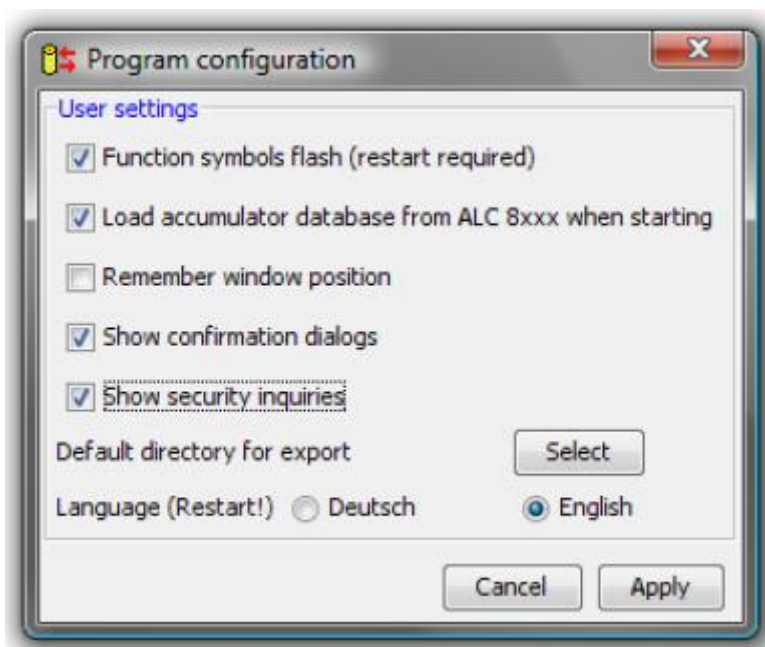 Program configuration
User settings
Function symbols flash (restart required)
Load accumulator database from ALC 8xxx when starting
Remember window position
Show confirmation dialogs
Show security inquiries
Default directory for export Select
Language (Restart!) Deutsch English
Cancel Apply